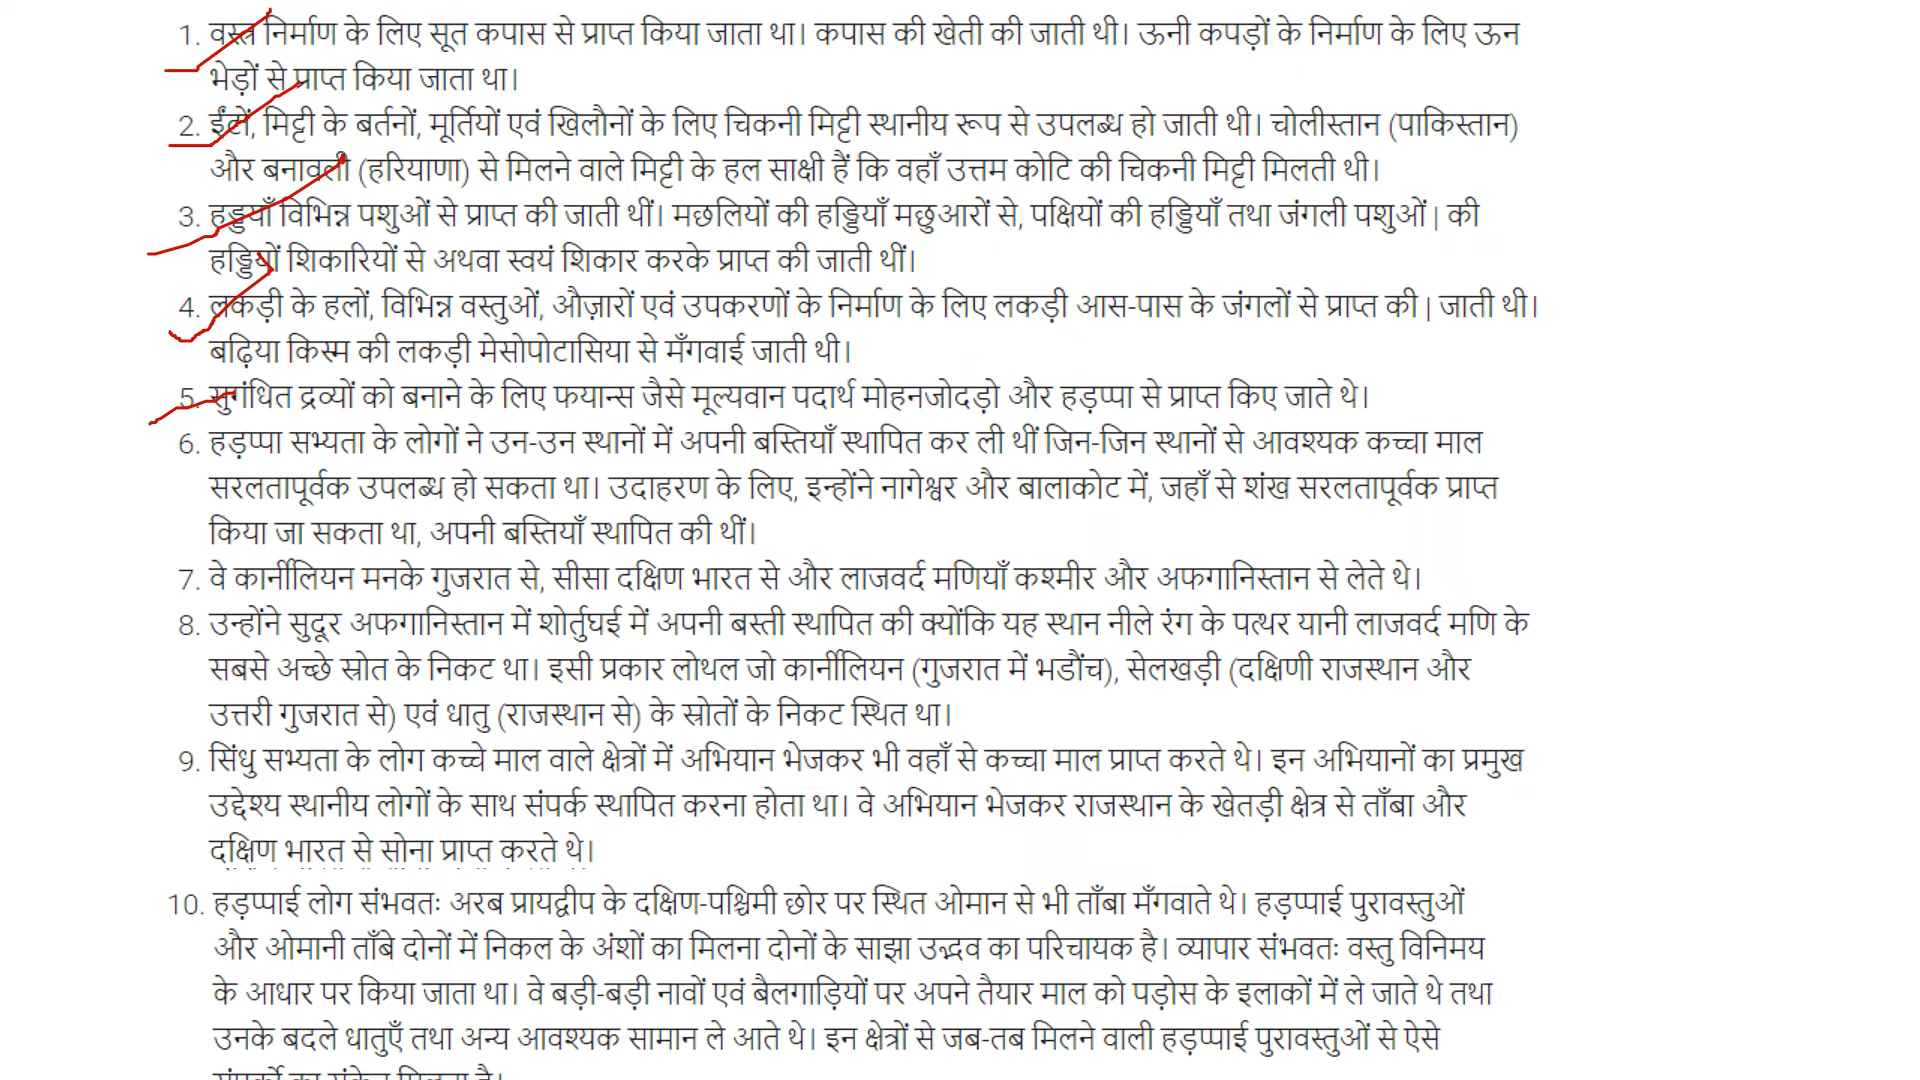 1. वस्त्र निर्माण के लिए सूत कपास से प्राप्त किया जाता था। कपास की खेती की जाती थी। ऊनी कपड़ों के निर्माण के लिए ऊन
भेड़ों से प्राप्त किया जाता था।
2. ईंटों, मिट्टी के बर्तनों, मूर्तियों एवं खिलौनों के लिए चिकनी मिट्टी स्थानीय रूप से उपलब्ध हो जाती थी। चोलीस्तान (पाकिस्तान)
और बनावली (हरियाणा) से मिलने वाले मिट्टी के हल साक्षी हैं कि वहाँ उत्तम कोटि की चिकनी मिट्टी मिलती थी।
3. हड्डयाँ विभिन्न पशुओं से प्राप्त की जाती थीं। मछलियों की हड्डियाँ मछुआरों से, पक्षियों की हड्डियाँ तथा जंगली पशुओं | की
हड्डियों शिकारियों से अथवा स्वयं शिकार करके प्राप्त की जाती थीं।
4. लकड़ी के हलों, विभिन्न वस्तुओं, औज़ारों एवं उपकरणों के निर्माण के लिए लकड़ी आस-पास के जंगलों से प्राप्त की | जाती थी।
बढ़िया किस्म की लकड़ी मेसोपोटासिया से मँगवाई जाती थी।
5. सुगंधित द्रव्यों को बनाने के लिए फयान्स जैसे मूल्यवान पदार्थ मोहनजोदड़ो और हड़प्पा से प्राप्त किए जाते थे।
6. हड़प्पा सभ्यता के लोगों ने उन-उन स्थानों में अपनी बस्तियाँ स्थापित कर ली थीं जिन-जिन स्थानों से आवश्यक कच्चा माल
सरलतापूर्वक उपलब्ध हो सकता था। उदाहरण के लिए, इन्होंने नागेश्वर और बालाकोट में, जहाँ से शंख सरलतापूर्वक प्राप्त
किया जा सकता था, अपनी बस्तियाँ स्थापित की थीं।
7. वे कार्नीलियन मनके गुजरात से, सीसा दक्षिण भारत से और लाजवर्द मणियाँ कश्मीर और अफगानिस्तान से लेते थे।
8. उन्होंने सुदूर अफगानिस्तान में शोर्तुघई में अपनी बस्ती स्थापित की क्योंकि यह स्थान नीले रंग के पत्थर यानी लाजवर्द मणि के
सबसे अच्छे स्रोत के निकट था। इसी प्रकार लोथल जो कार्नीलियन (गुजरात में भडौंच), सेलखड़ी (दक्षिणी राजस्थान और
उत्तरी गुजरात से) एवं धातु (राजस्थान से) के स्रोतों के निकट स्थित था।
9. सिंधु सभ्यता के लोग कच्चे माल वाले क्षेत्रों में अभियान भेजकर भी वहाँ से कच्चा माल प्राप्त करते थे। इन अभियानों का प्रमुख
उद्देश्य स्थानीय लोगों के साथ संपर्क स्थापित करना होता था। वे अभियान भेजकर राजस्थान के खेतड़ी क्षेत्र से ताँबा और
दक्षिण भारत से सोना प्राप्त करते थे।
10. हड़प्पाई लोग संभवतः अरब प्रायद्वीप के दक्षिण-पश्चिमी छोर पर स्थित ओमान से भी ताँबा मँगवाते थे। हड़प्पाई पुरावस्तुओं
और ओमानी ताँबे दोनों में निकल के अंशों का मिलना दोनों के साझा उद्भव का परिचायक है। व्यापार संभवतः वस्तु विनिमय
के आधार पर किया जाता था। वे बड़ी-बड़ी नावों एवं बैलगाड़ियों पर अपने तैयार माल को पड़ोस के इलाकों में ले जाते थे तथा
उनके बदले धातुएँ तथा अन्य आवश्यक सामान ले आते थे। इन क्षेत्रों से जब-तब मिलने वाली हड़प्पाई पुरावस्तुओं से ऐसे